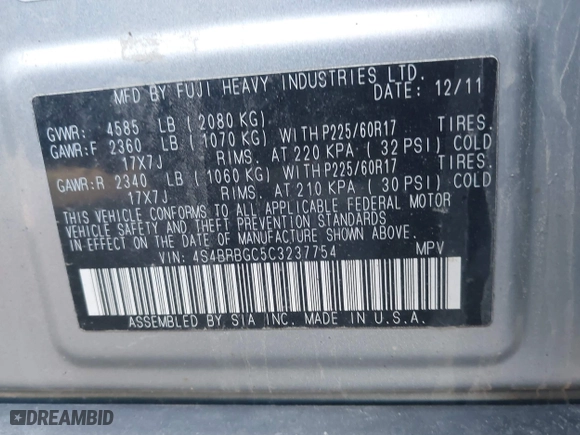 MFD BY FUJI HEAVY INDUSTRIES LTD.
DATE: 12/11
GVWR: 4585 LB (2080 KG)
GAWR:F 2360 LB (1070 KG) WITH P225/60R17 TIRES.
17X7J RIMS. AT 220 KPA (32 PSI) COLD
GAWR:R 2340 LB (1060 KG) WITH P225/60R17 TIRES.
17X7J RIMS. AT 210 KPA (30 PSI) COLD
THIS VEHICLE CONFORMS TO ALL APPLICABLE FEDERAL MOTOR
VEHICLE SAFETY AND THEFT PREVENTION STANDARDS
IN EFFECT ON THE DATE OF MANUFACTURE SHOWN ABOVE.
VIN: 4S4BRBGC5C3237754 MPV
ASSEMBLED BY SIA INC. MADE IN U.S.A.
DREAMBID